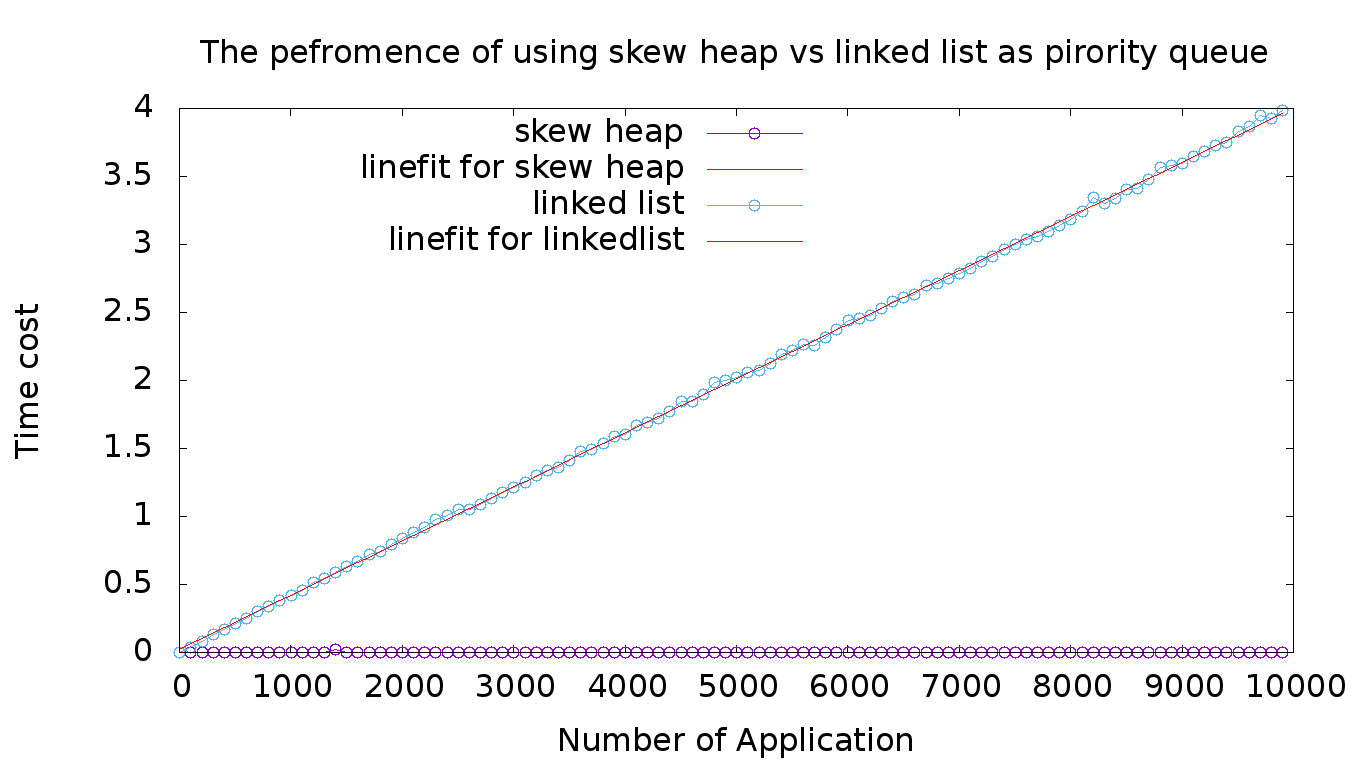 The pefromence of using skew heap vs linked list as pirority queue
4
3.5
3
2.5
2
1.5
1
0.5
0
skew heap
linefit for skew heap
linked list
linefit for linkedlist
Time cost
0 1000 2000 3000 4000 5000 6000 7000 8000 9000 10000
Number of Application